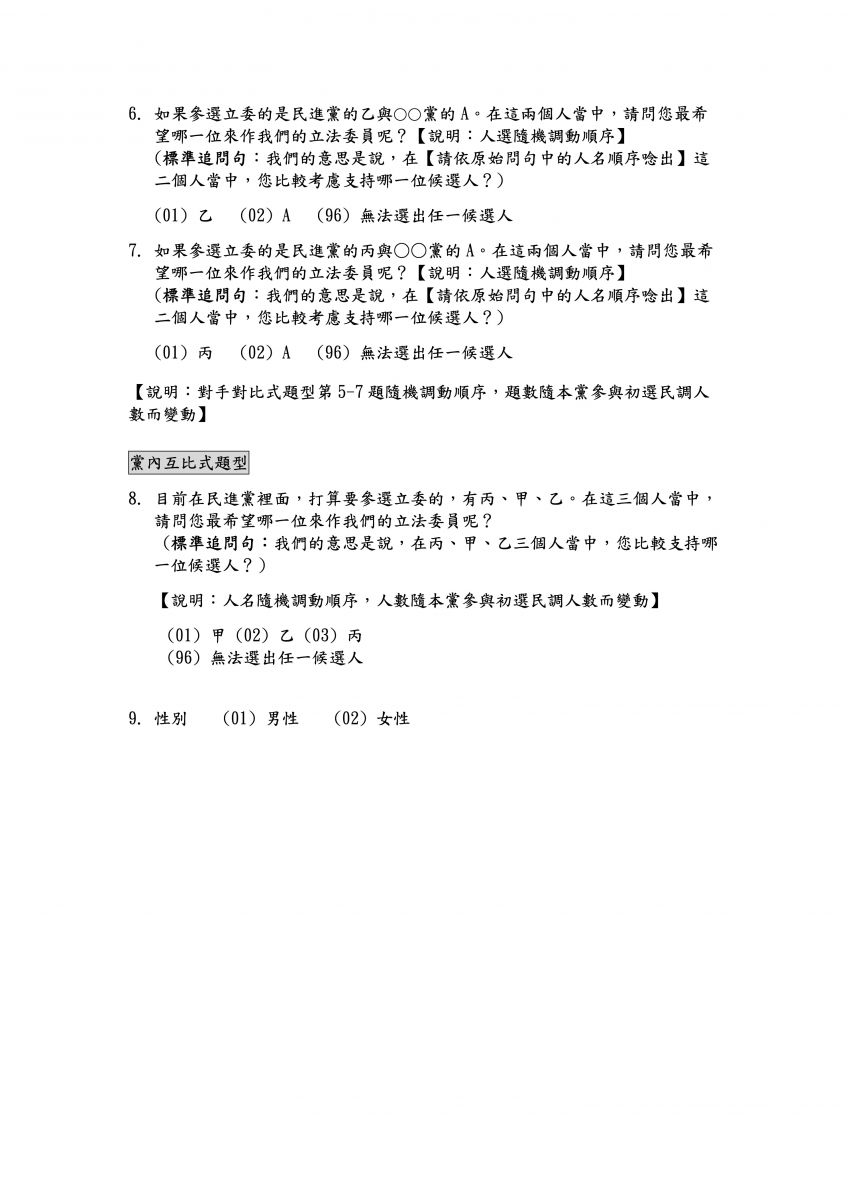 6. 如果參選立委的是民進黨的乙與○○黨的 A。在這兩個人當中，請問您最希
望哪一位來作我們的立法委員呢？【說明：人選隨機調動順序】
(標準追問句：我們的意思是說，在【請依原始問句中的人名順序唸出】這
二個人當中，您比較考慮支持哪一位候選人？)
(01) 乙 (02) A (96) 無法選出任一候選人
7. 如果參選立委的是民進黨的丙與○○黨的 A。在這兩個人當中，請問您最希
望哪一位來作我們的立法委員呢？【說明：人選隨機調動順序】
(標準追問句：我們的意思是說，在【請依原始問句中的人名順序唸出】這
二個人當中，您比較考慮支持哪一位候選人？)
(01) 丙 (02) A (96) 無法選出任一候選人
【說明：對手對比式題型第 5-7 題隨機調動順序，題數隨本黨參與初選民調人
數而變動】
黨內互比式題型
8. 目前在民進黨裡面，打算要參選立委的，有丙、甲、乙。在這三個人當中，
請問您最希望哪一位來作我們的立法委員呢？
(標準追問句：我們的意思是說，在丙、甲、乙三個人當中，您比較支持哪
一位候選人？)
【說明：人名隨機調動順序，人數隨本黨參與初選民調人數而變動】
(01) 甲 (02) 乙 (03) 丙
(96) 無法選出任一候選人
9. 性別 (01) 男性 (02) 女性